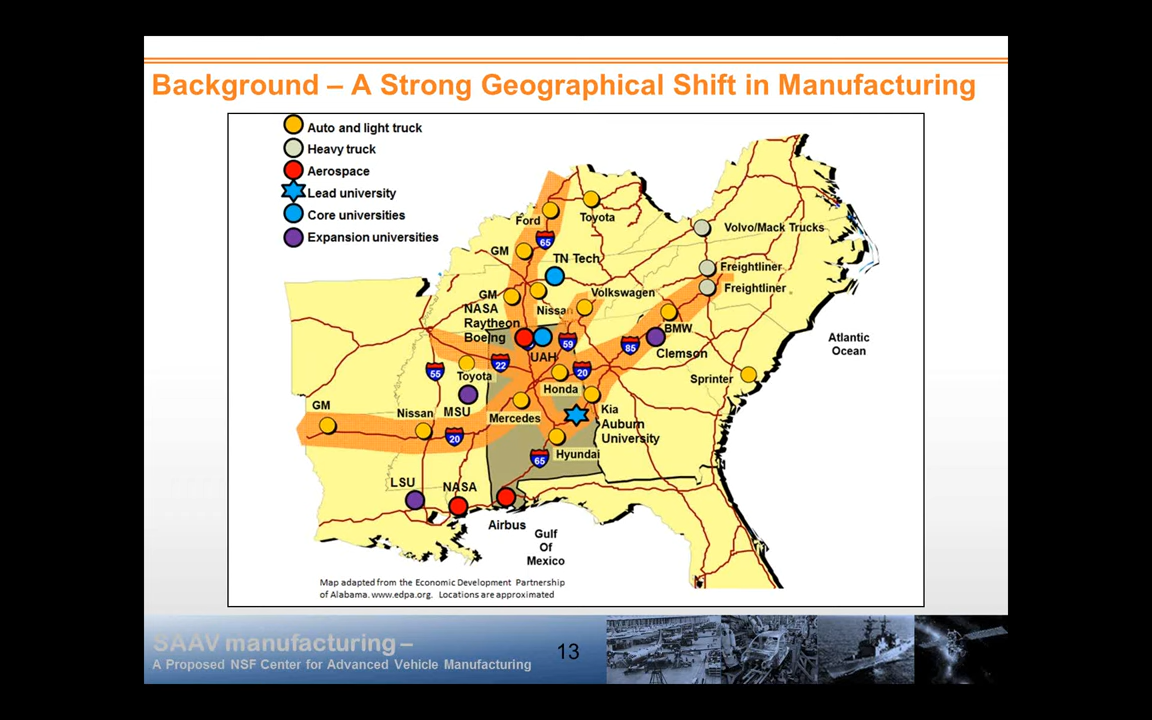 Background – A Strong Geographical Shift in Manufacturing
Auto and light truck
Heavy truck
Aerospace
Lead university
Core universities
Expansion universities
Ford
Toyota
Volvo/Mack Trucks
65
GM
TN Tech
Freightliner
Freightliner
GM
Nissan
Volkswagen
NASA
Raytheon
Boeing
BMW
59
85
UAH
Clemson
Atlantic
Ocean
22
55
20
Toyota
Honda
Sprinter
GM
Nissan
MSU
Mercedes
Kia
Auburn
University
20
Hyundai
65
LSU
NASA
Airbus
Gulf
Of
Mexico
Map adapted from the Economic Development Partnership
of Alabama. www.edpa.org. Locations are approximated
SAAV manufacturing –
A Proposed NSF Center for Advanced Vehicle Manufacturing
13